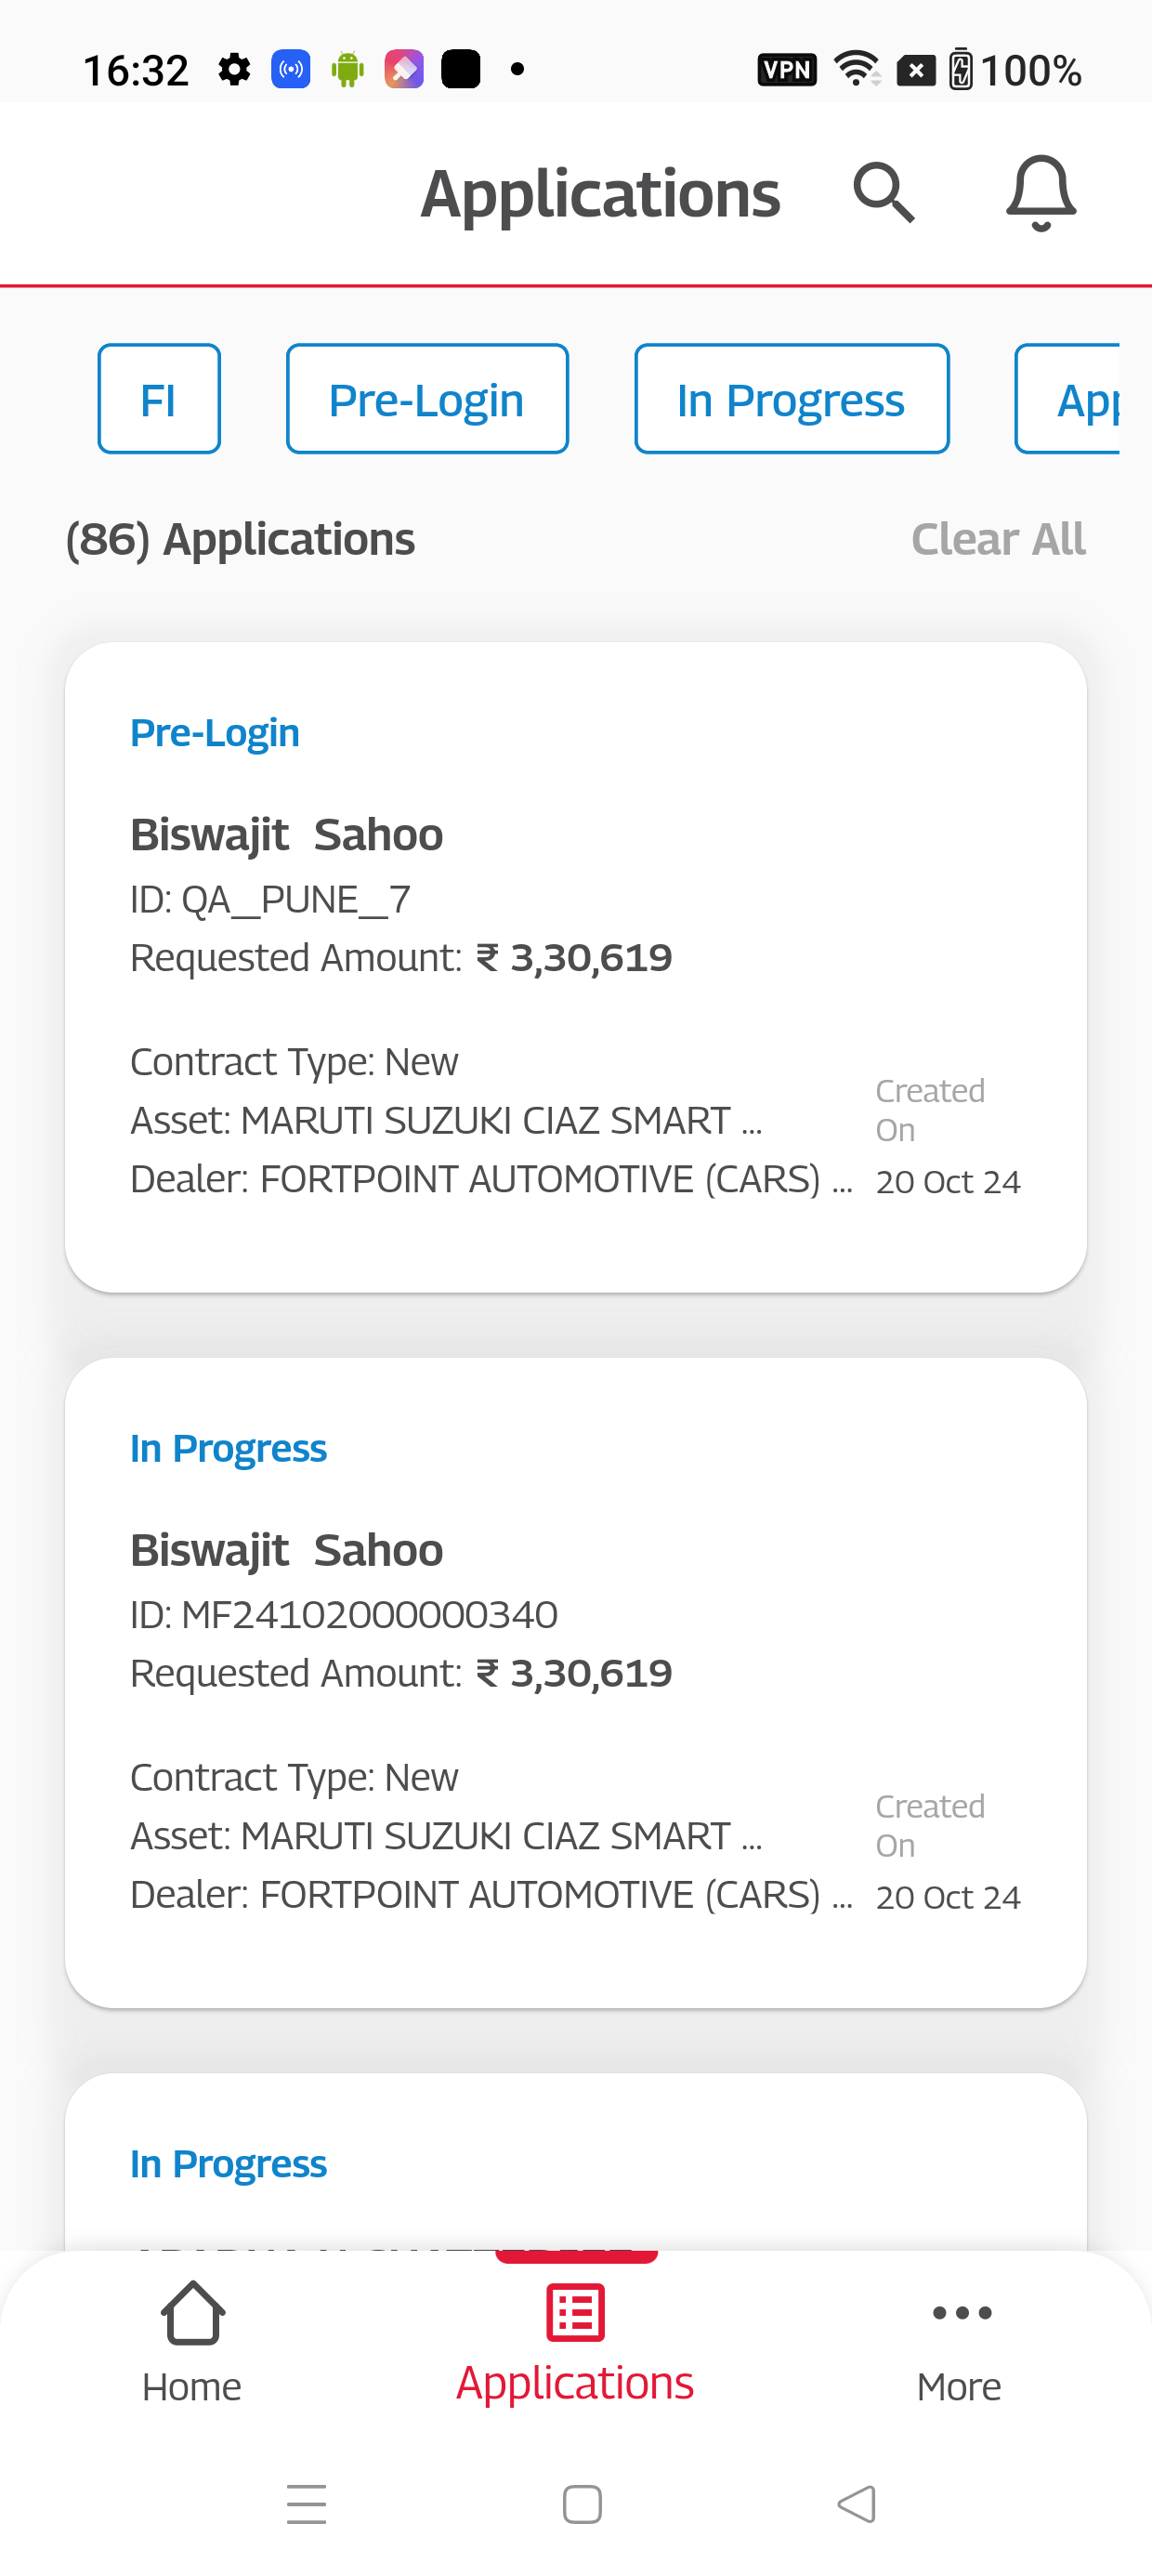 16:32
VPN
100%
Applications
FI
Pre-Login
In Progress
(86) Applications
Clear All
Pre-Login
Biswajit Sahoo
ID: QA_PUNE_7
Requested Amount: ₹ 3,30,619
Contract Type: New
Asset: MARUTI SUZUKI CIAZ SMART ...
Dealer: FORTPOINT AUTOMOTIVE (CARS) ...
Created
On
20 Oct 24
In Progress
Biswajit Sahoo
ID: MF24102000000340
Requested Amount: ₹ 3,30,619
Contract Type: New
Asset: MARUTI SUZUKI CIAZ SMART ...
Dealer: FORTPOINT AUTOMOTIVE (CARS) ...
Created
On
20 Oct 24
In Progress
Home
Applications
More